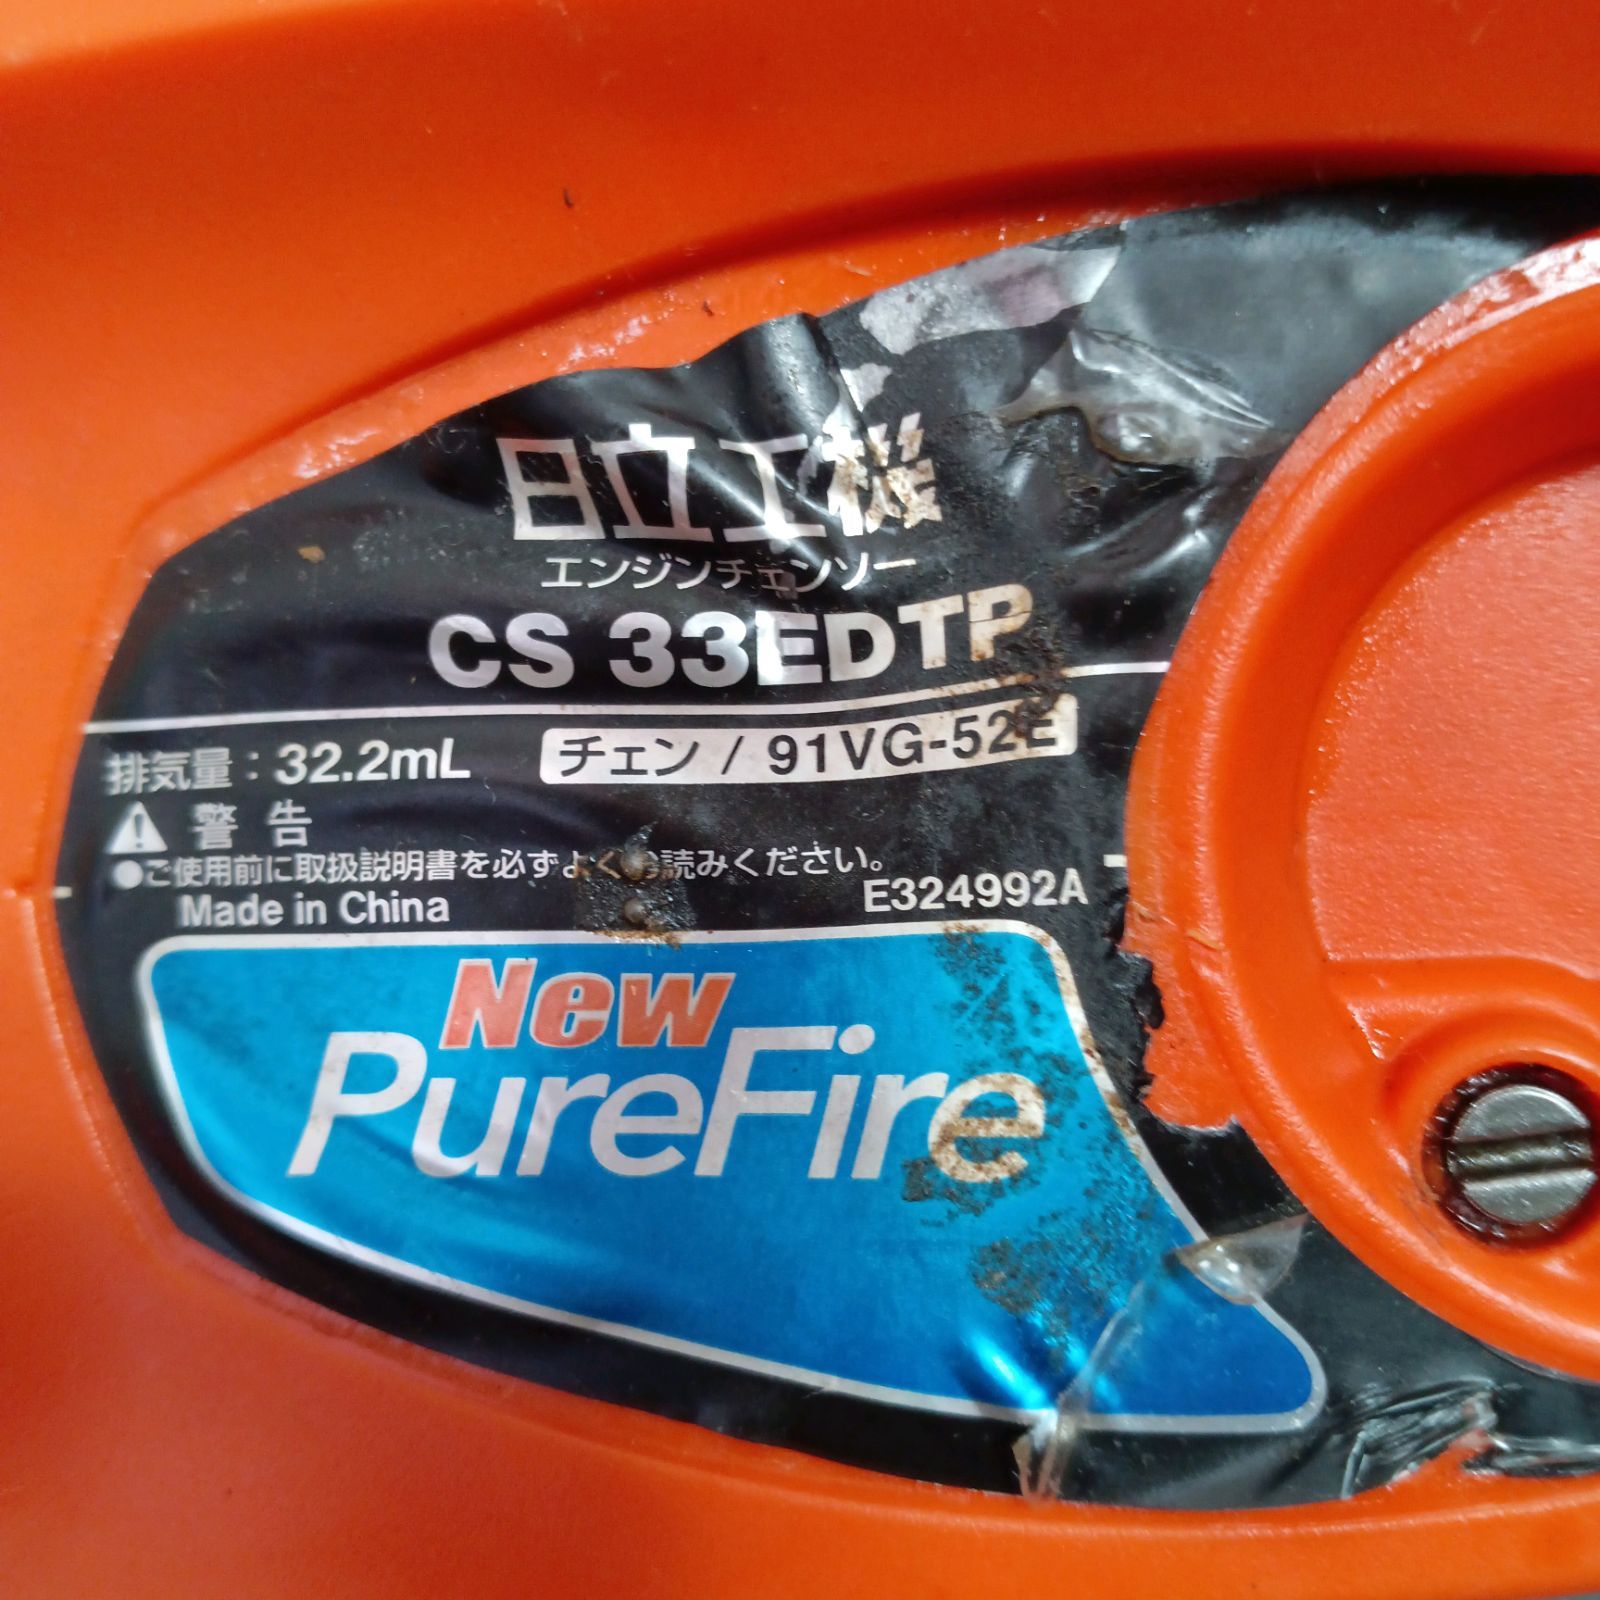 日立工機
エンジンチェンソー
CS 33EDTP
排気量：32.2mL チェン / 91VG-52E
警告
●ご使用前に取扱説明書を必ずよくお読みください。
Made in China E324992A
New
PureFire